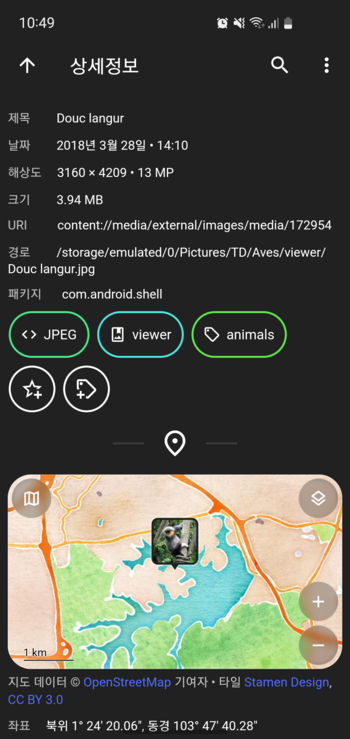 10:49
상세정보
제목 Douc langur
날짜 2018년 3월 28일 • 14:10
해상도 3160 × 4209 • 13 MP
크기 3.94 MB
URI content://media/external/images/media/172954
경로 /storage/emulated/0/Pictures/TD/Aves/viewer/
Douc langur.jpg
패키지 com.android.shell
JPEG viewer animals
1 km
지도 데이터 © OpenStreetMap 기여자 • 타일 Stamen Design,
CC BY 3.0
좌표 북위 1° 24′ 20.06″, 동경 103° 47′ 40.28″